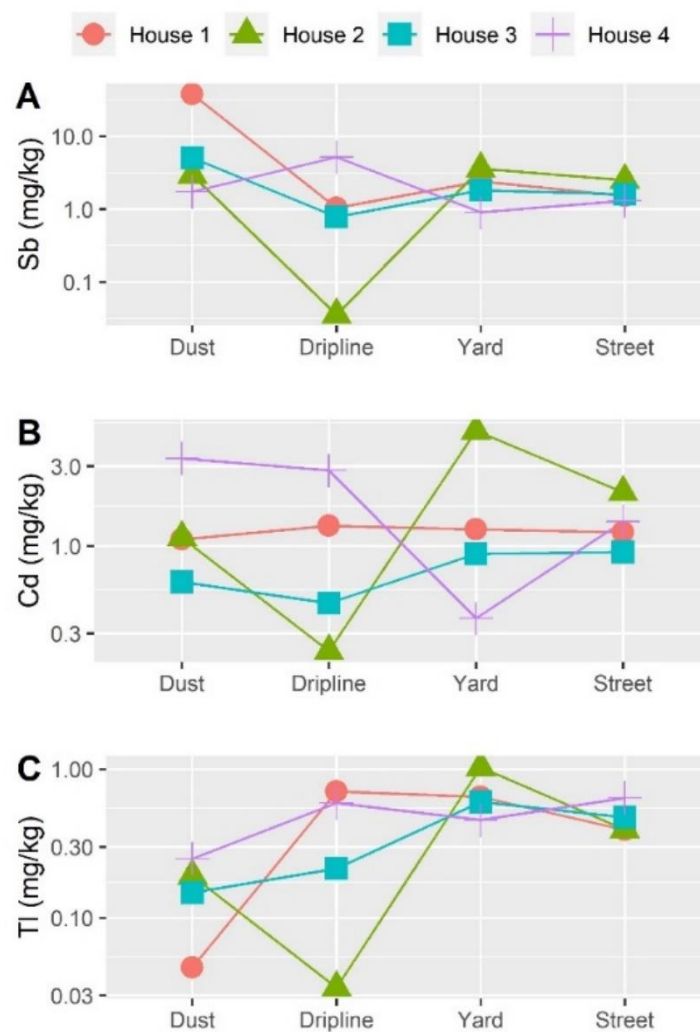 House 1 House 2 House 3 House 4
A
Sb (mg/kg)
10.0
1.0
0.1
Dust Dripline Yard Street
B
Cd (mg/kg)
3.0
1.0
0.3
Dust Dripline Yard Street
C
Tl (mg/kg)
1.00
0.30
0.10
0.03
Dust Dripline Yard Street